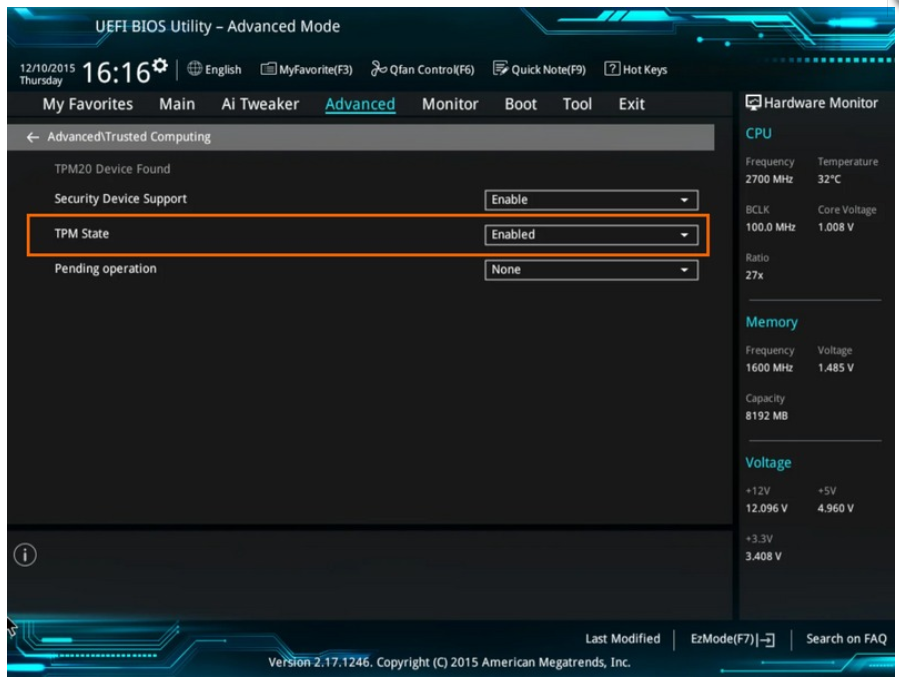 UEFI BIOS Utility – Advanced Mode
12/10/2015 Thursday 16:16 English MyFavorite(F3) Qfan Control(F6) Quick Note(F9) ? Hot Keys
My Favorites Main Ai Tweaker Advanced Monitor Boot Tool Exit
← Advanced\Trusted Computing
TPM20 Device Found
Security Device Support Enable
TPM State Enabled
Pending operation None
i
Hardware Monitor
CPU
Frequency Temperature
2700 MHz 32°C
BCLK Core Voltage
100.0 MHz 1.008 V
Ratio
27x
Memory
Frequency Voltage
1600 MHz 1.485 V
Capacity
8192 MB
Voltage
+12V +5V
12.096 V 4.960 V
+3.3V
3.408 V
Last Modified EzMode(F7) Search on FAQ
Version 2.17.1246. Copyright (C) 2015 American Megatrends, Inc.